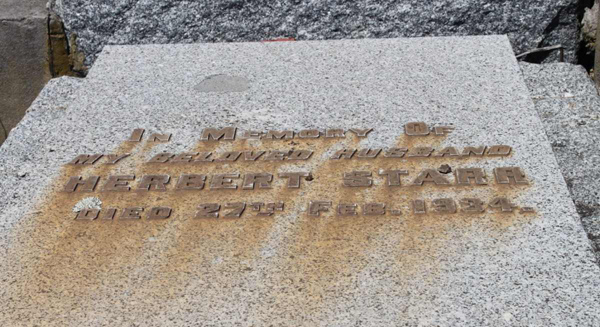 In Memory Of
MY BELOVED HUSBAND
HERBERT STARR
DIED 27TH FEB. 1934.